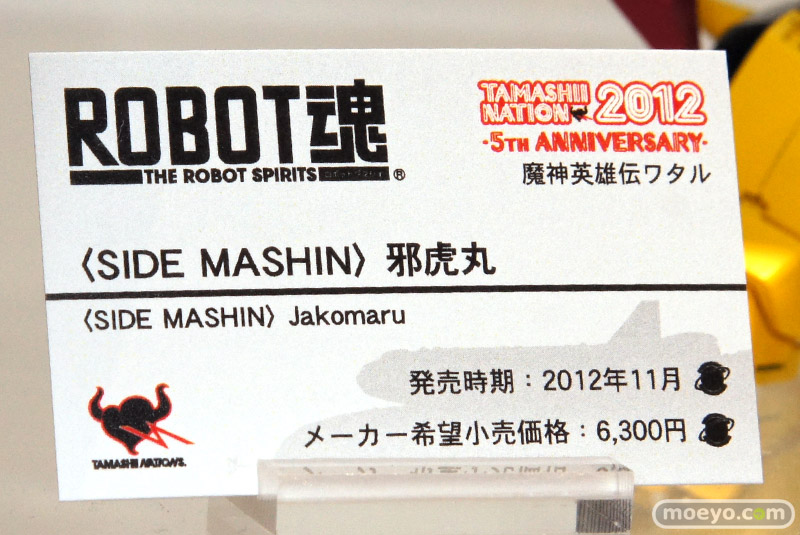 ROBOT魂
THE ROBOT SPIRITS ®
TAMASHII
NATION 2012
·5TH ANNIVERSARY·
魔神英雄伝ワタル
〈SIDE MASHIN〉 邪虎丸
〈SIDE MASHIN〉 Jakomaru
発売時期：2012年11月
メーカー希望小売価格：6,300円
TAMASHII NATIONS.
moeyo.com